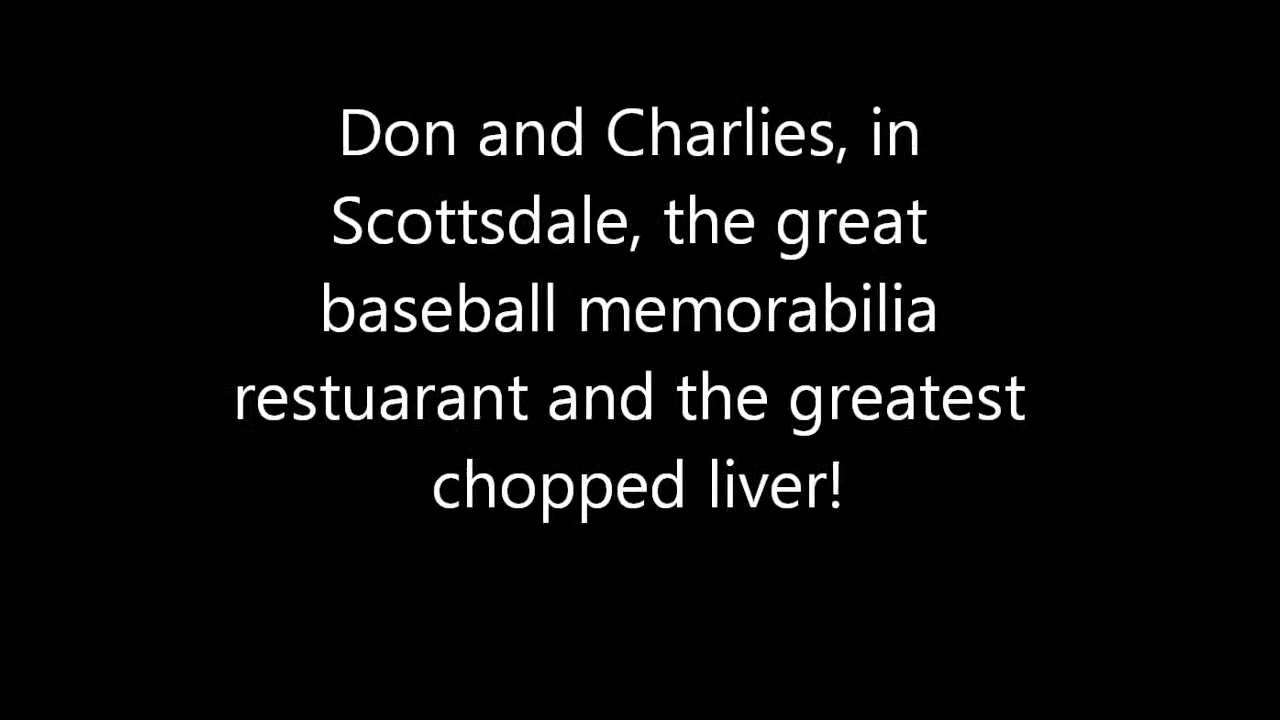 Don and Charlies, in
Scottsdale, the great
baseball memorabilia
restuarant and the greatest
chopped liver!